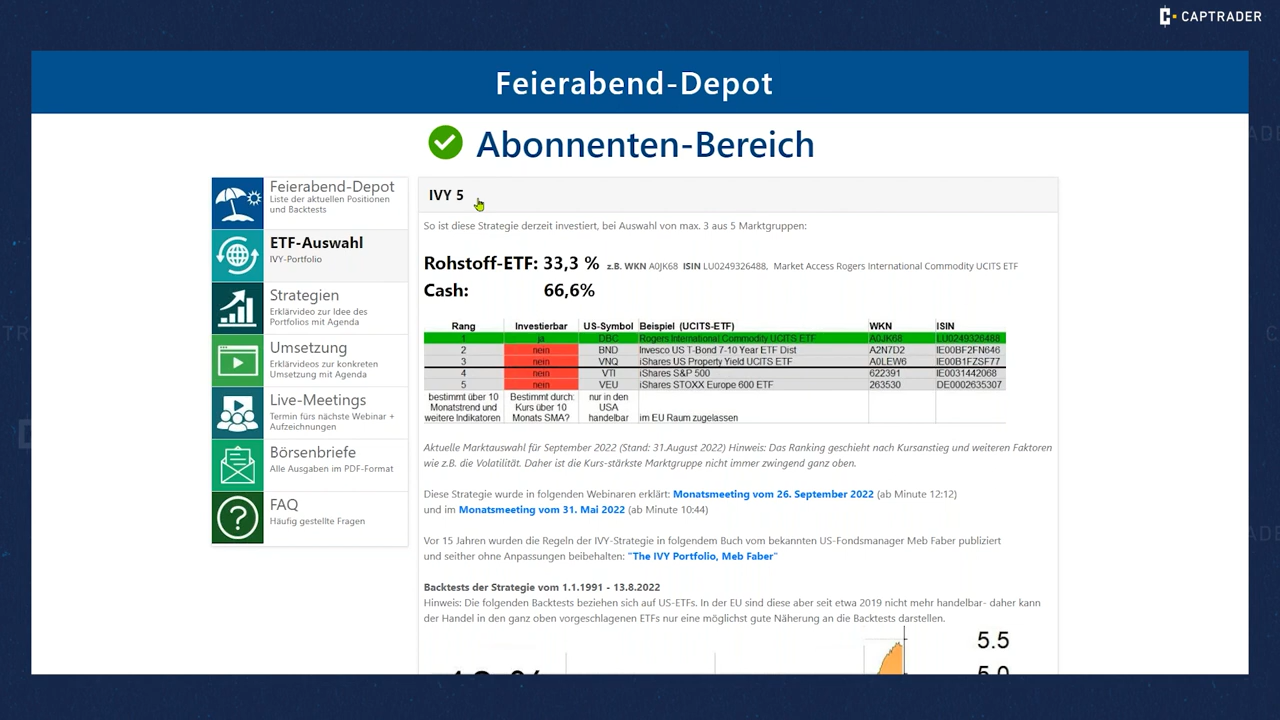 CAPTRADER
Feierabend-Depot
Abonnenten-Bereich
Feierabend-Depot
Liste der aktuellen Positionen
und Backtests
ETF-Auswahl
IVY-Portfolio
Strategien
Erklärvideo zur Idee des
Portfolios mit Agenda
Umsetzung
Erklärvideos zur konkreten
Umsetzung mit Agenda
Live-Meetings
Termin fürs nächste Webinar +
Aufzeichnungen
Börsenbriefe
Alle Ausgaben im PDF-Format
FAQ
Häufig gestellte Fragen
IVY 5
So ist diese Strategie derzeit investiert, bei Auswahl von max. 3 aus 5 Marktgruppen:
Rohstoff-ETF: 33,3 % z.B. WKN A0JK68 ISIN LU0249326488, Market Access Rogers International Commodity UCITS ETF
Cash: 66,6%
Rang Investierbar US-Symbol Beispiel (UCITS-ETF) WKN ISIN
1 ja DBC Rogers International Commodity UCITS ETF A0JK68 LU0249326488
2 nein BND Invesco US T-Bond 7-10 Year ETF Dist A2N7D2 IE00BF2FN646
3 nein VNQ iShares US Property Yield UCITS ETF A0LEW6 IE00B1FZSF77
4 nein VTI iShares S&P 500 622391 IE0031442068
5 nein VEU iShares STOXX Europe 600 ETF 263530 DE0002635307
bestimmt über 10 Bestimmt durch: nur in den
Monatstrend und Kurs über 10 USA
weitere Indikatoren Monats SMA? handelbar im EU Raum zugelassen
Aktuelle Marktauswahl für September 2022 (Stand: 31.August 2022) Hinweis: Das Ranking geschieht nach Kursanstieg und weiteren Faktoren
wie z.B. die Volatilität. Daher ist die Kurs-stärkste Marktgruppe nicht immer zwingend ganz oben.
Diese Strategie wurde in folgenden Webinaren erklärt: Monatsmeeting vom 26. September 2022 (ab Minute 12:12)
und im Monatsmeeting vom 31. Mai 2022 (ab Minute 10:44)
Vor 15 Jahren wurden die Regeln der IVY-Strategie in folgendem Buch vom bekannten US-Fondsmanager Meb Faber publiziert
und seither ohne Anpassungen beibehalten: "The IVY Portfolio, Meb Faber"
Backtests der Strategie vom 1.1.1991 - 13.8.2022
Hinweis: Die folgenden Backtests beziehen sich auf US-ETFs. In der EU sind diese aber seit etwa 2019 nicht mehr handelbar- daher kann
der Handel in den ganz oben vorgeschlagenen ETFs nur eine möglichst gute Näherung an die Backtests darstellen.
5.5
5.0